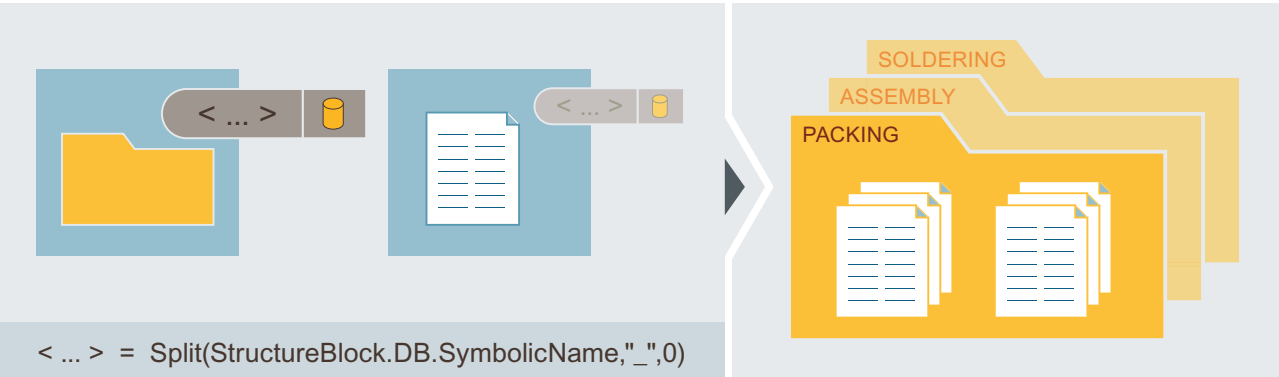 < ... >
< ... >
< ... > = Split(StructureBlock.DB.SymbolicName,"_",0)
SOLDERING
ASSEMBLY
PACKING